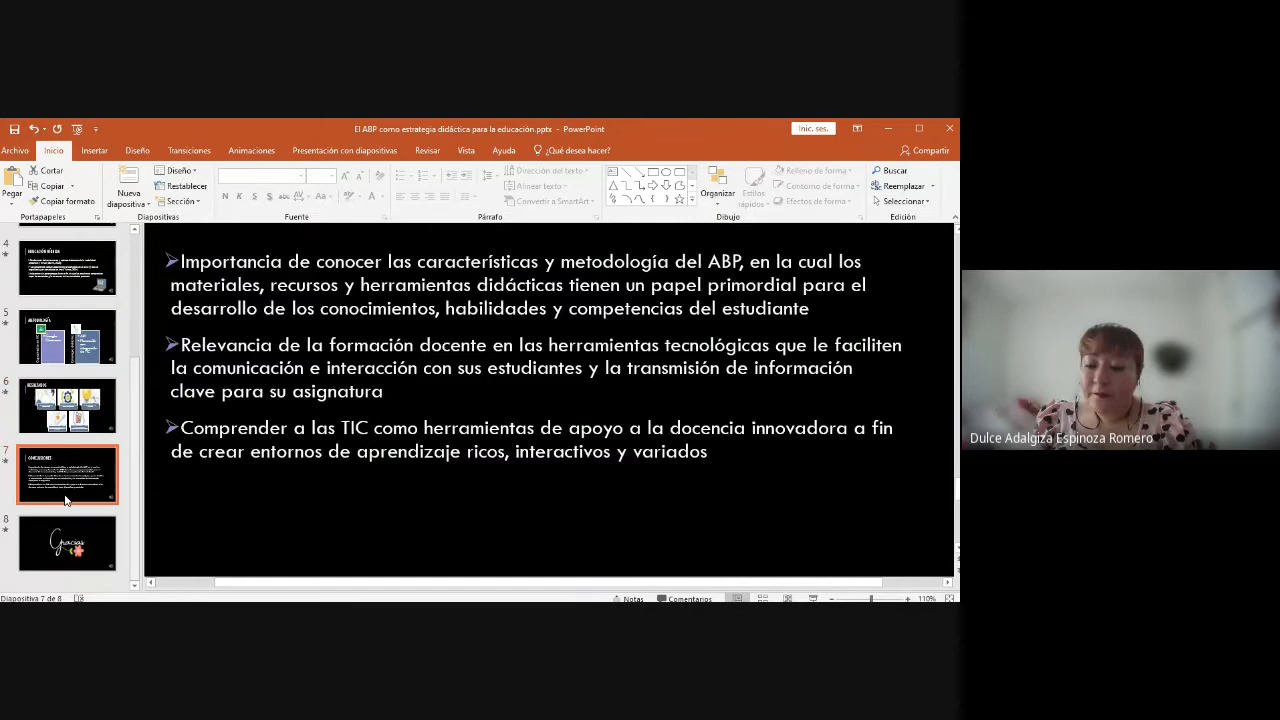 El ABP como estrategia didáctica para la educación.pptx - PowerPoint
Inic. ses.
Archivo Inicio Insertar Diseño Transiciones Animaciones Presentación con diapositivas Revisar Vista Ayuda ¿Qué desea hacer? Compartir
Pegar
Cortar
Copiar
Copiar formato
Portapapeles
Nueva
diapositiva
Diseño
Restablecer
Sección
Diapositivas
N K S
Fuente
Dirección del texto
Alinear texto
Convertir a SmartArt
Párrafo
Organizar
Estilos
rápidos
Relleno de forma
Contorno de forma
Efectos de forma
Dibujo
Buscar
Reemplazar
Seleccionar
Edición
4
5
6
RESULTADOS
7
CONCLUSIONES
8
Gracias
Importancia de conocer las características y metodología del ABP, en la cual los
materiales, recursos y herramientas didácticas tienen un papel primordial para el
desarrollo de los conocimientos, habilidades y competencias del estudiante
Relevancia de la formación docente en las herramientas tecnológicas que le faciliten
la comunicación e interacción con sus estudiantes y la transmisión de información
clave para su asignatura
Comprender a las TIC como herramientas de apoyo a la docencia innovadora a fin
de crear entornos de aprendizaje ricos, interactivos y variados
Dulce Adalgiza Espinoza Romero
Diapositiva 7 de 8
Notas
Comentarios
110%